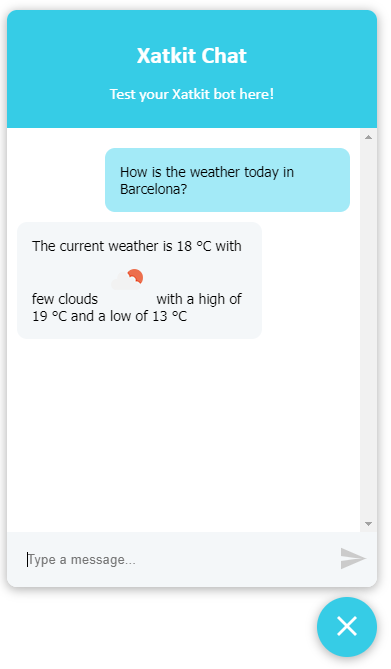 Xatkit Chat
Test your Xatkit bot here!
How is the weather today in
Barcelona?
The current weather is 18 °C with
few clouds with a high of
19 °C and a low of 13 °C
Type a message...